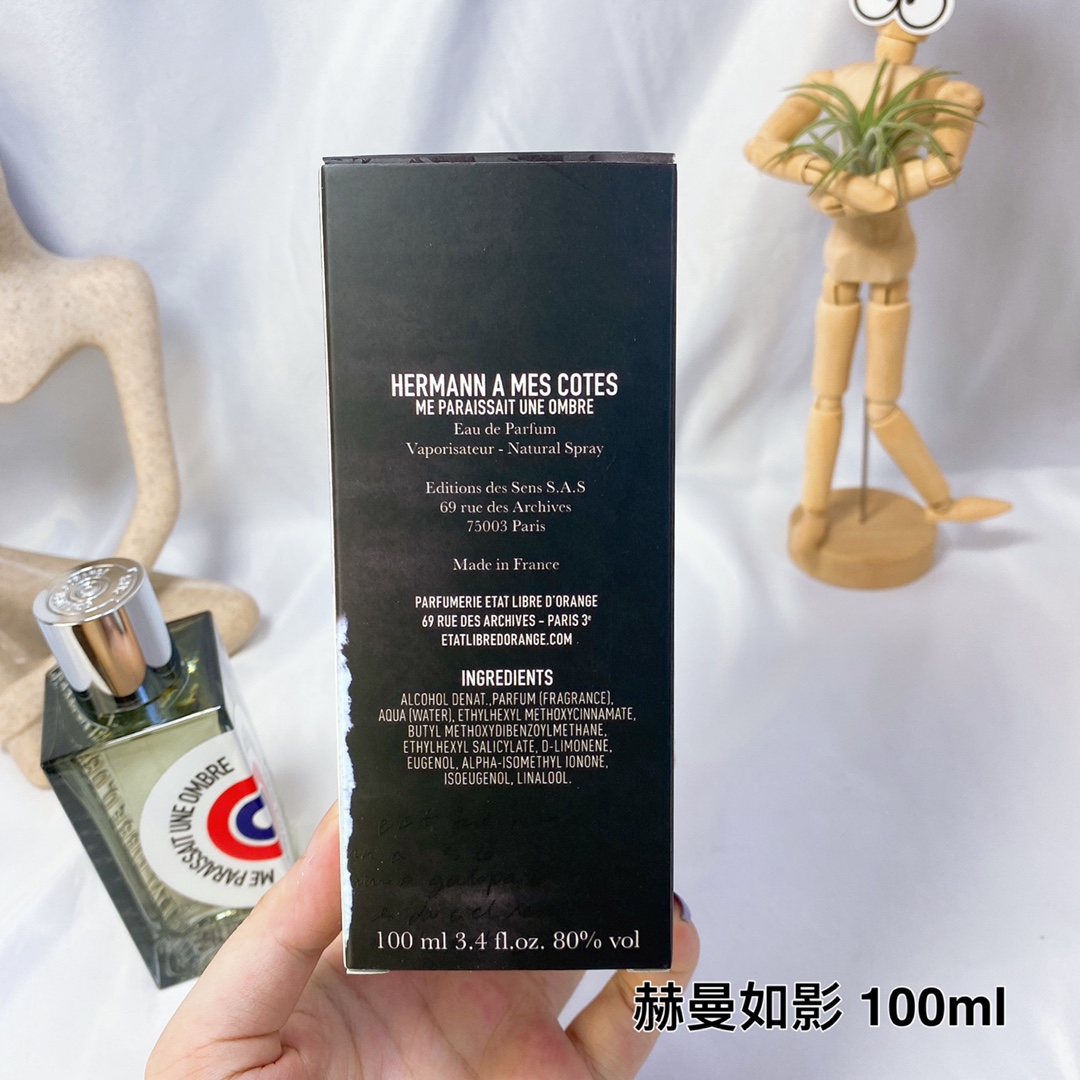 HERMANN A MES COTES
ME PARAISSAIT UNE OMBRE
Eau de Parfum
Vaporisateur - Natural Spray
Editions des Sens S.A.S
69 rue des Archives
75003 Paris
Made in France
PARFUMERIE ETAT LIBRE D'ORANGE
69 RUE DES ARCHIVES – PARIS 3e
ETATLIBREDORANGE.COM
INGREDIENTS
ALCOHOL DENAT.,PARFUM (FRAGRANCE),
AQUA (WATER), ETHYLHEXYL METHOXYCINNAMATE,
BUTYL METHOXYDIBENZOYLMETHANE,
ETHYLHEXYL SALICYLATE, D-LIMONENE,
EUGENOL, ALPHA-ISOMETHYL IONONE,
ISOEUGENOL, LINALOOL.
100 ml 3.4 fl.oz. 80% vol
ME PARAISSAIT UNE OMBRE
赫曼如影 100ml